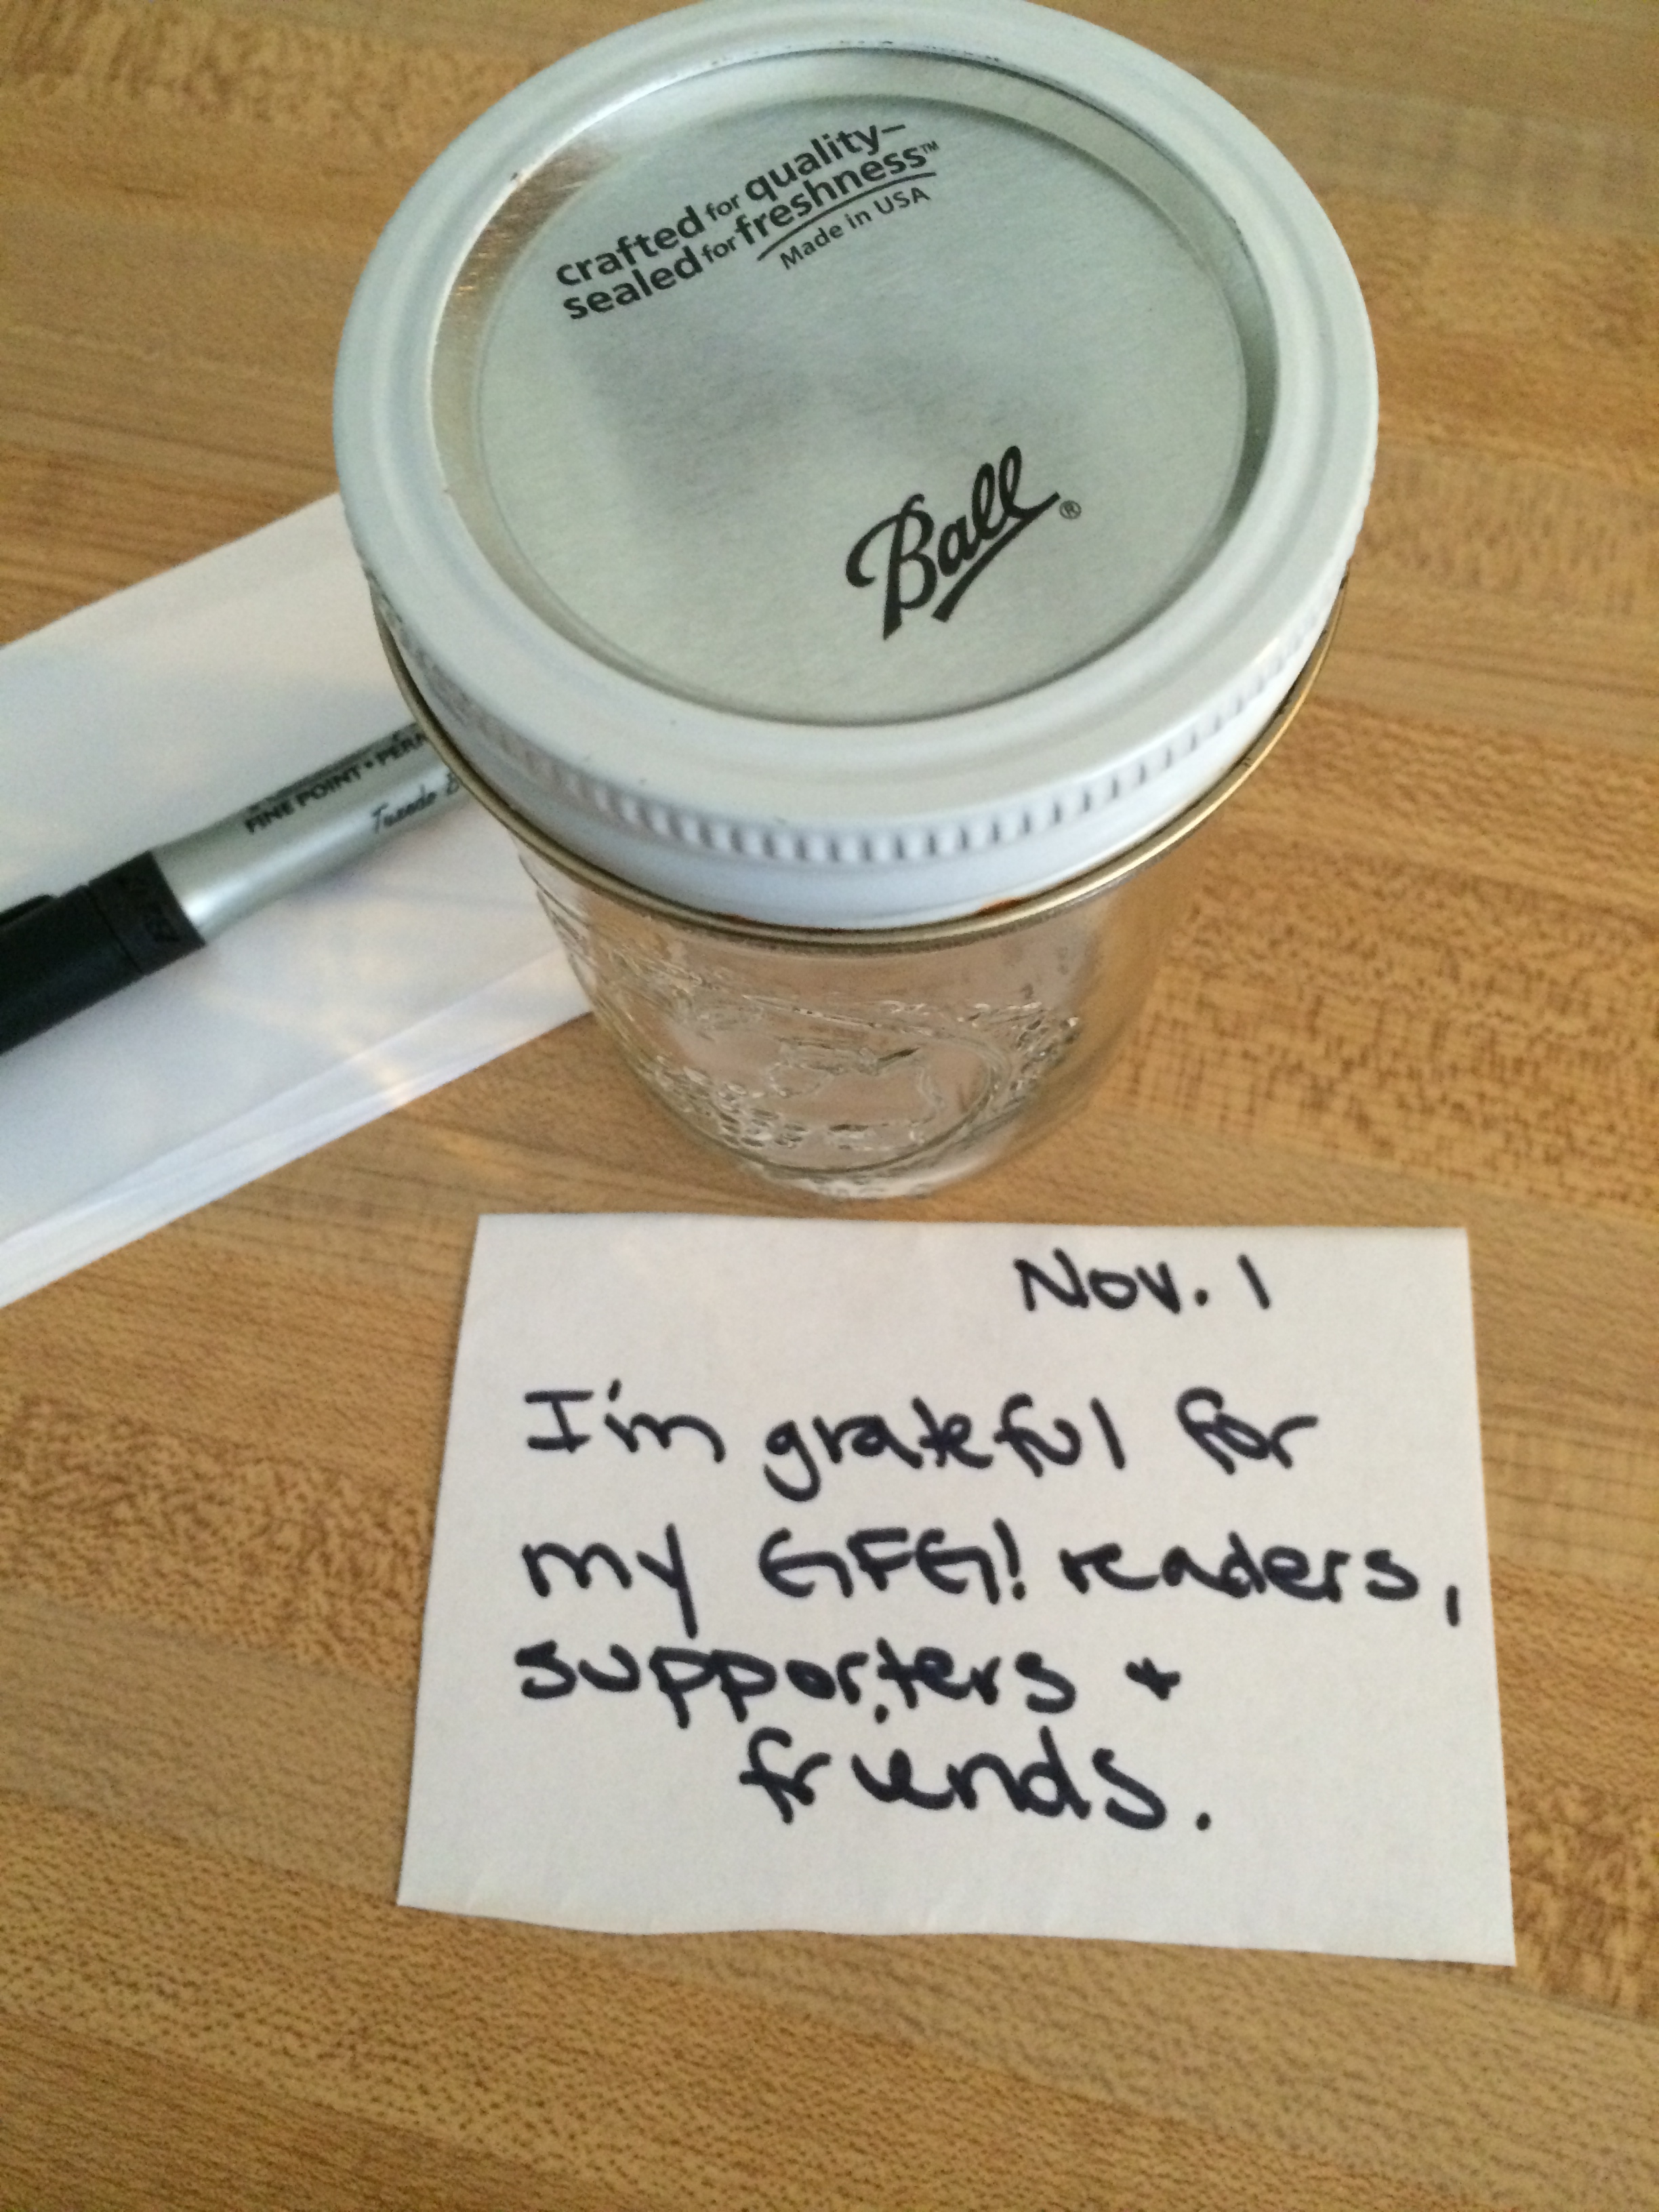 crafted for quality–
sealed for freshness™
Made in USA
Ball®
FINE POINT • PERM
Tuxedo
Nov. 1
I'm grateful for
my GFG! readers,
supporters +
friends.